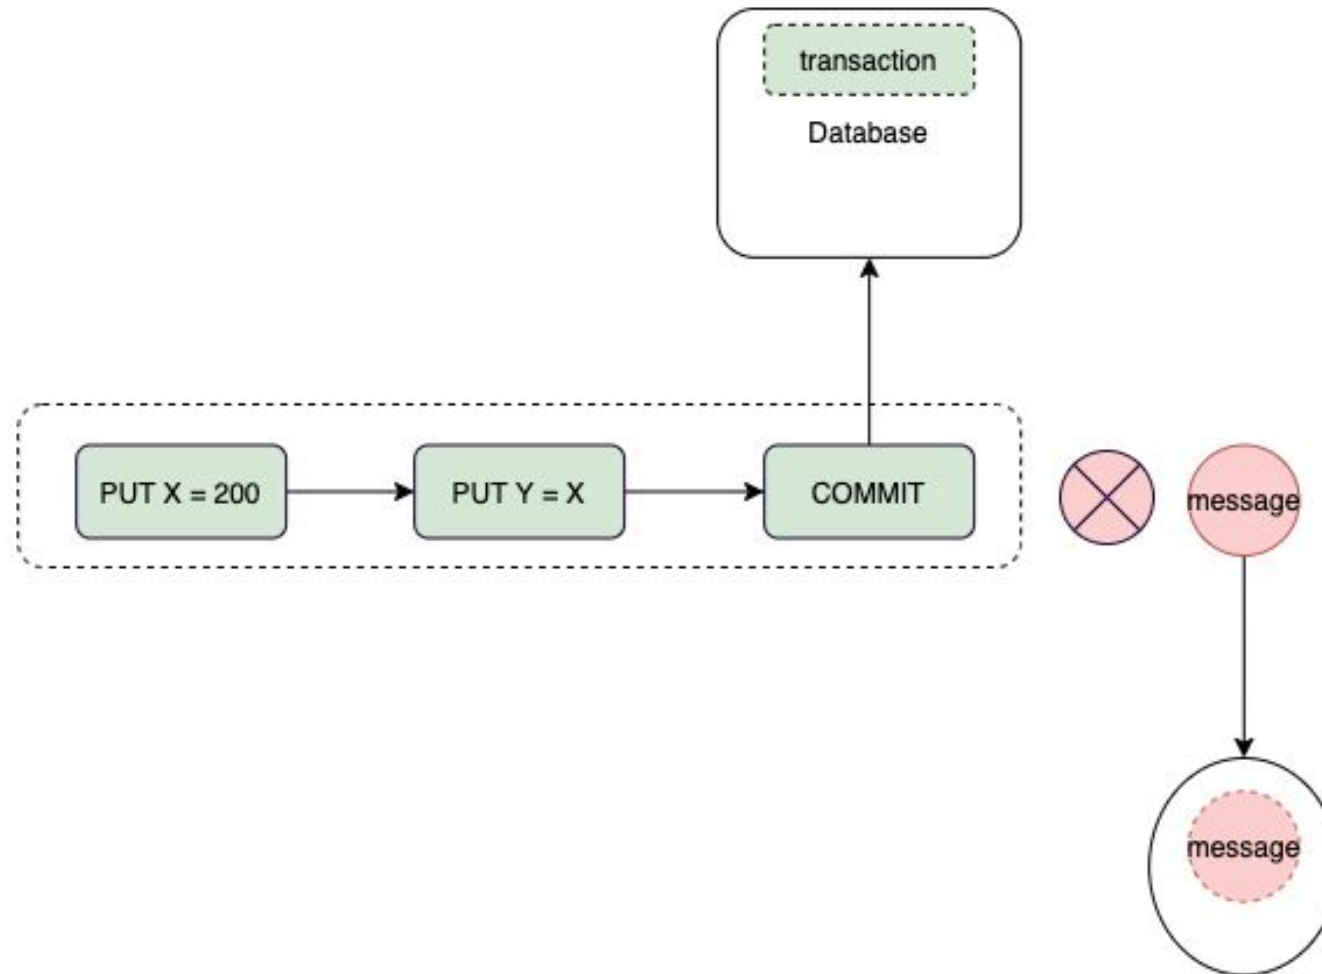 transaction
Database
PUT X = 200
PUT Y = X
COMMIT
message
message